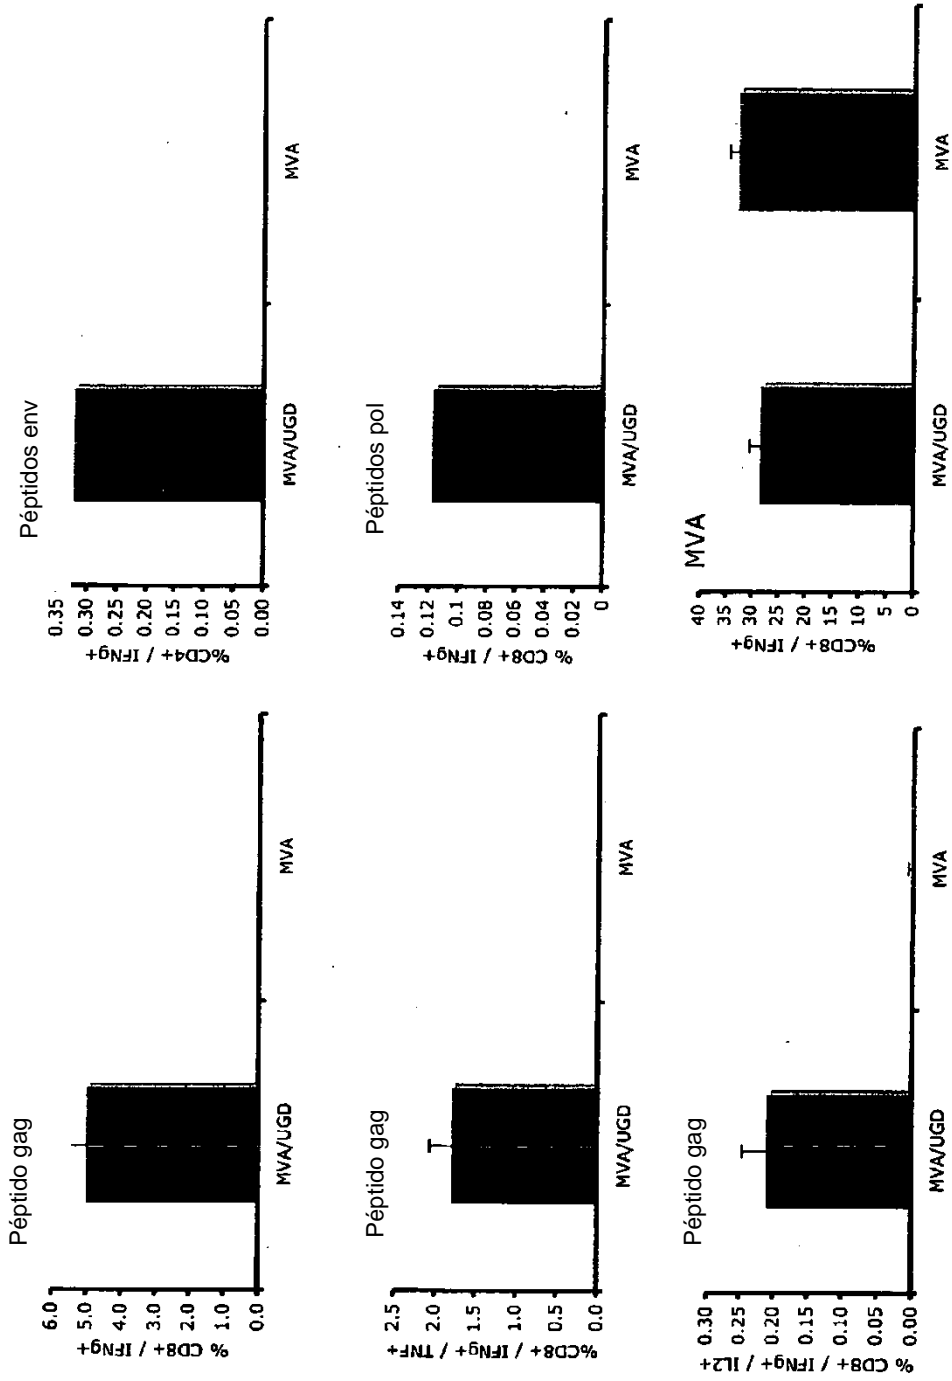 Péptido gag
% CD8+ / IFNg+
6.0
5.0
4.0
3.0
2.0
1.0
0.0
MVA/UGD
MVA
Péptidos env
%CD4+ / IFNg+
0.35
0.30
0.25
0.20
0.15
0.10
0.05
0.00
MVA/UGD
MVA
Péptido gag
%CD8+ / IFNg+ / TNF+
2.5
2.0
1.5
1.0
0.5
0.0
MVA/UGD
MVA
Péptidos pol
% CD8+ / IFNg+
0.14
0.12
0.1
0.08
0.06
0.04
0.02
0
MVA/UGD
MVA
Péptido gag
% CD8+ / IFNg+ / IL2+
0.30
0.25
0.20
0.15
0.10
0.05
0.00
MVA/UGD
MVA
MVA
%CD8+ / IFNg+
40
35
30
25
20
15
10
5
0
MVA/UGD
MVA